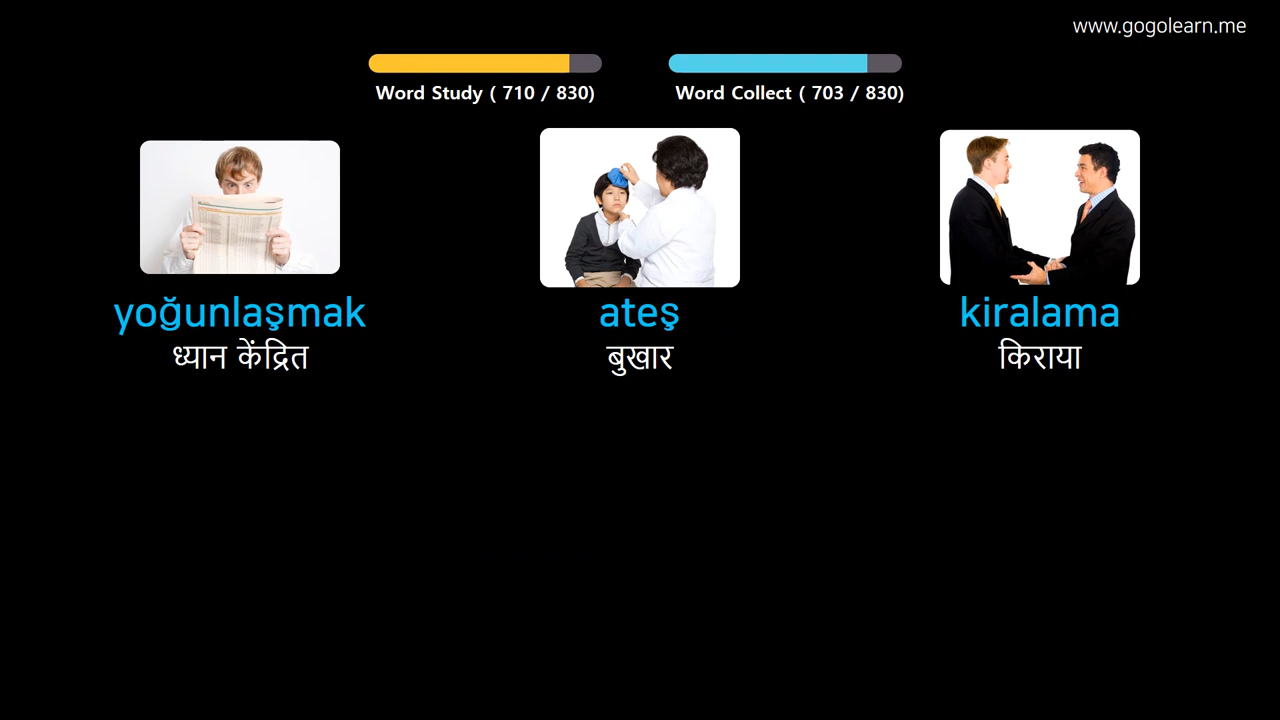 www.gogolearn.me
Word Study ( 710 / 830)
Word Collect ( 703 / 830)
yoğunlaşmak
ध्यान केंद्रित
ateş
बुखार
kiralama
किराया